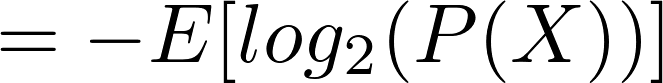 = −E[log₂(P(X))]